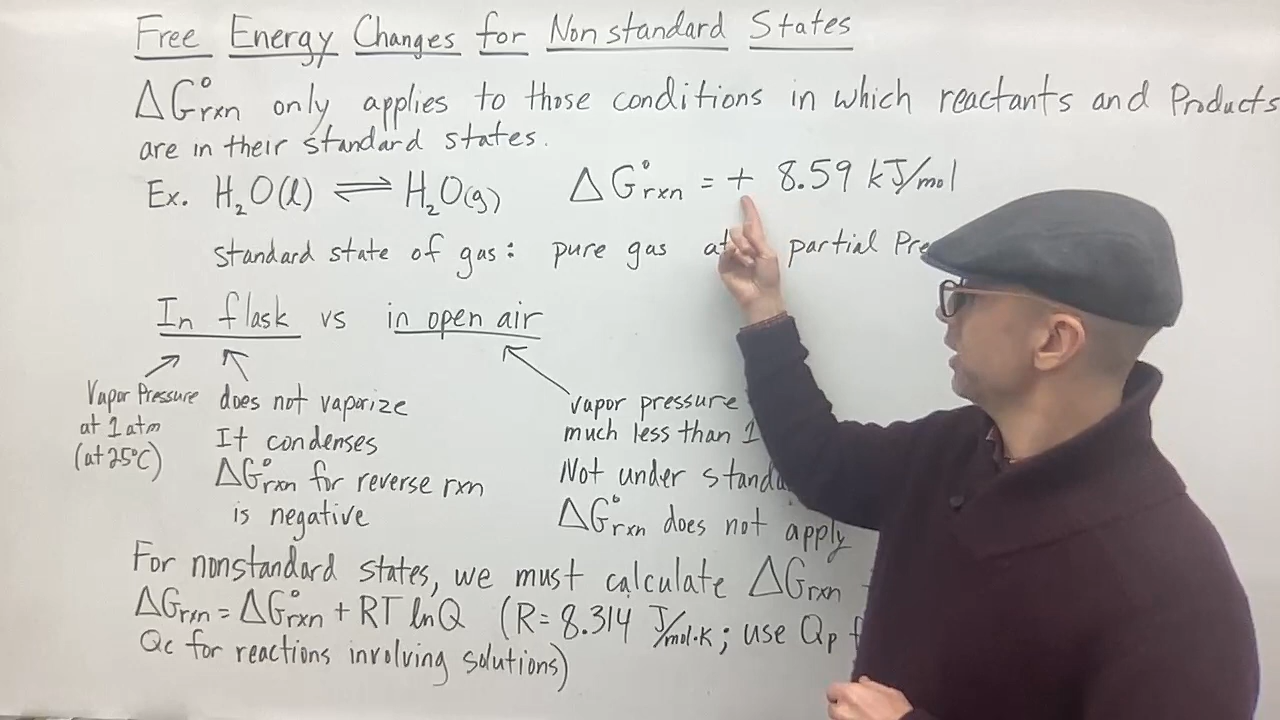 Free Energy Changes for Nonstandard States
ΔG°rxn only applies to those conditions in which reactants and Products
are in their standard states.
Ex. H₂O(l) ⇌ H₂O(g) ΔG°rxn = + 8.59 kJ/mol
standard state of gas: pure gas at partial
In flask vs in open air
Vapor Pressure
at 1 atm
(at 25°C)
does not vaporize
It condenses
ΔG°rxn for reverse rxn
is negative
vapor pressure
much less than 1
Not under
ΔG°rxn does not apply
For nonstandard states, we must calculate ΔGrxn
ΔGrxn = ΔG°rxn + RT lnQ (R = 8.314 J/mol·K; use Qp
Qc for reactions involving solutions)